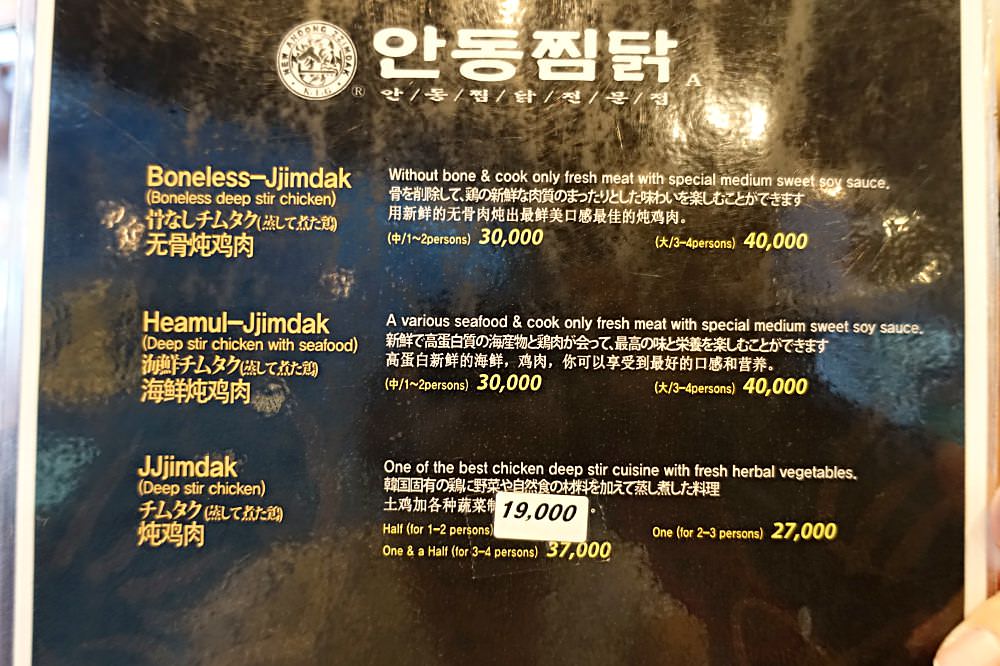 NEW ANDONG JJIMDAK
K.I.G
®
안동찜닭
A
안/동/찜/닭/전/문/점
Boneless-Jjimdak
(Boneless deep stir chicken)
骨なしチムタク(蒸して煮た鶏)
无骨炖鸡肉
Without bone & cook only fresh meat with special medium sweet soy sauce.
骨を削除して、鶏の新鮮な肉質のまったりとした味わいを楽しむことができます
用新鲜的无骨肉炖出最鲜美口感最佳的炖鸡肉。
(中/1~2persons) 30,000 (大/3-4persons) 40,000
Heamul-Jjimdak
(Deep stir chicken with seafood)
海鮮チムタク(蒸して煮た鶏)
海鲜炖鸡肉
A various seafood & cook only fresh meat with special medium sweet soy sauce.
新鮮で高蛋白質の海産物と鶏肉が会って、最高の味と栄養を楽しむことができます
高蛋白新鲜的海鲜，鸡肉，你可以享受到最好的口感和营养。
(中/1~2persons) 30,000 (大/3-4persons) 40,000
JJjimdak
(Deep stir chicken)
チムタク(蒸して煮た鶏)
炖鸡肉
One of the best chicken deep stir cuisine with fresh herbal vegetables.
韓国固有の鶏に野菜や自然食の材料を加えて蒸し煮した料理
土鸡加各种蔬菜 。
Half (for 1-2 persons) 19,000 One (for 2-3 persons) 27,000
One & a Half (for 3-4 persons) 37,000